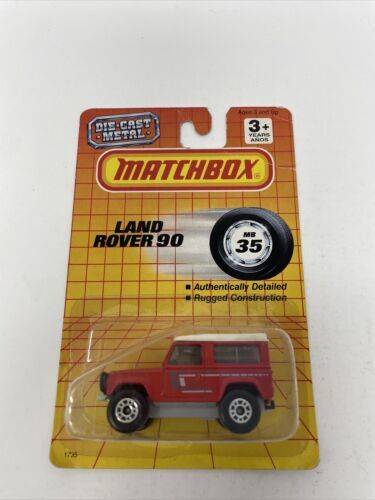 DIE-CAST
METAL
Ages 3 and Up
3+
YEARS
AÑOS
MATCHBOX
LAND
ROVER 90
MB
35
■ Authentically Detailed
■ Rugged Construction
1735